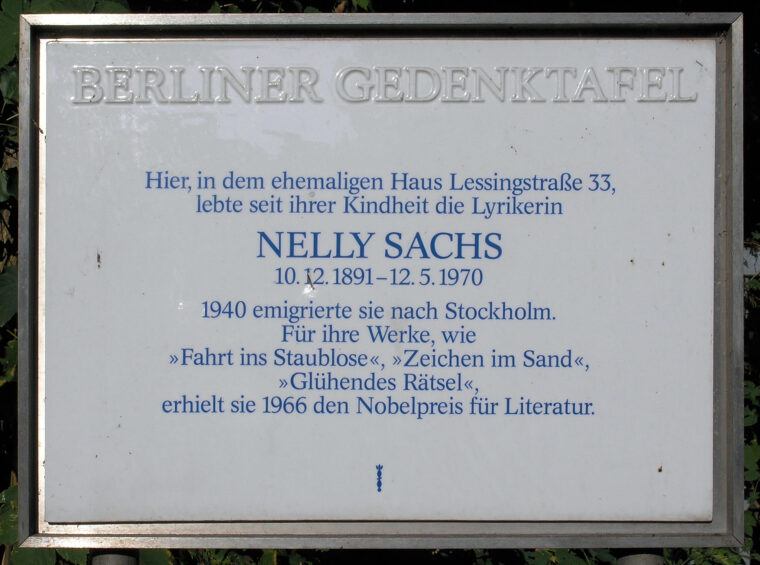 BERLINER GEDENKTAFEL
Hier, in dem ehemaligen Haus Lessingstraße 33,
lebte seit ihrer Kindheit die Lyrikerin
NELLY SACHS
10.12.1891–12.5.1970
1940 emigrierte sie nach Stockholm.
Für ihre Werke, wie
»Fahrt ins Staublose«, »Zeichen im Sand«,
»Glühendes Rätsel«,
erhielt sie 1966 den Nobelpreis für Literatur.